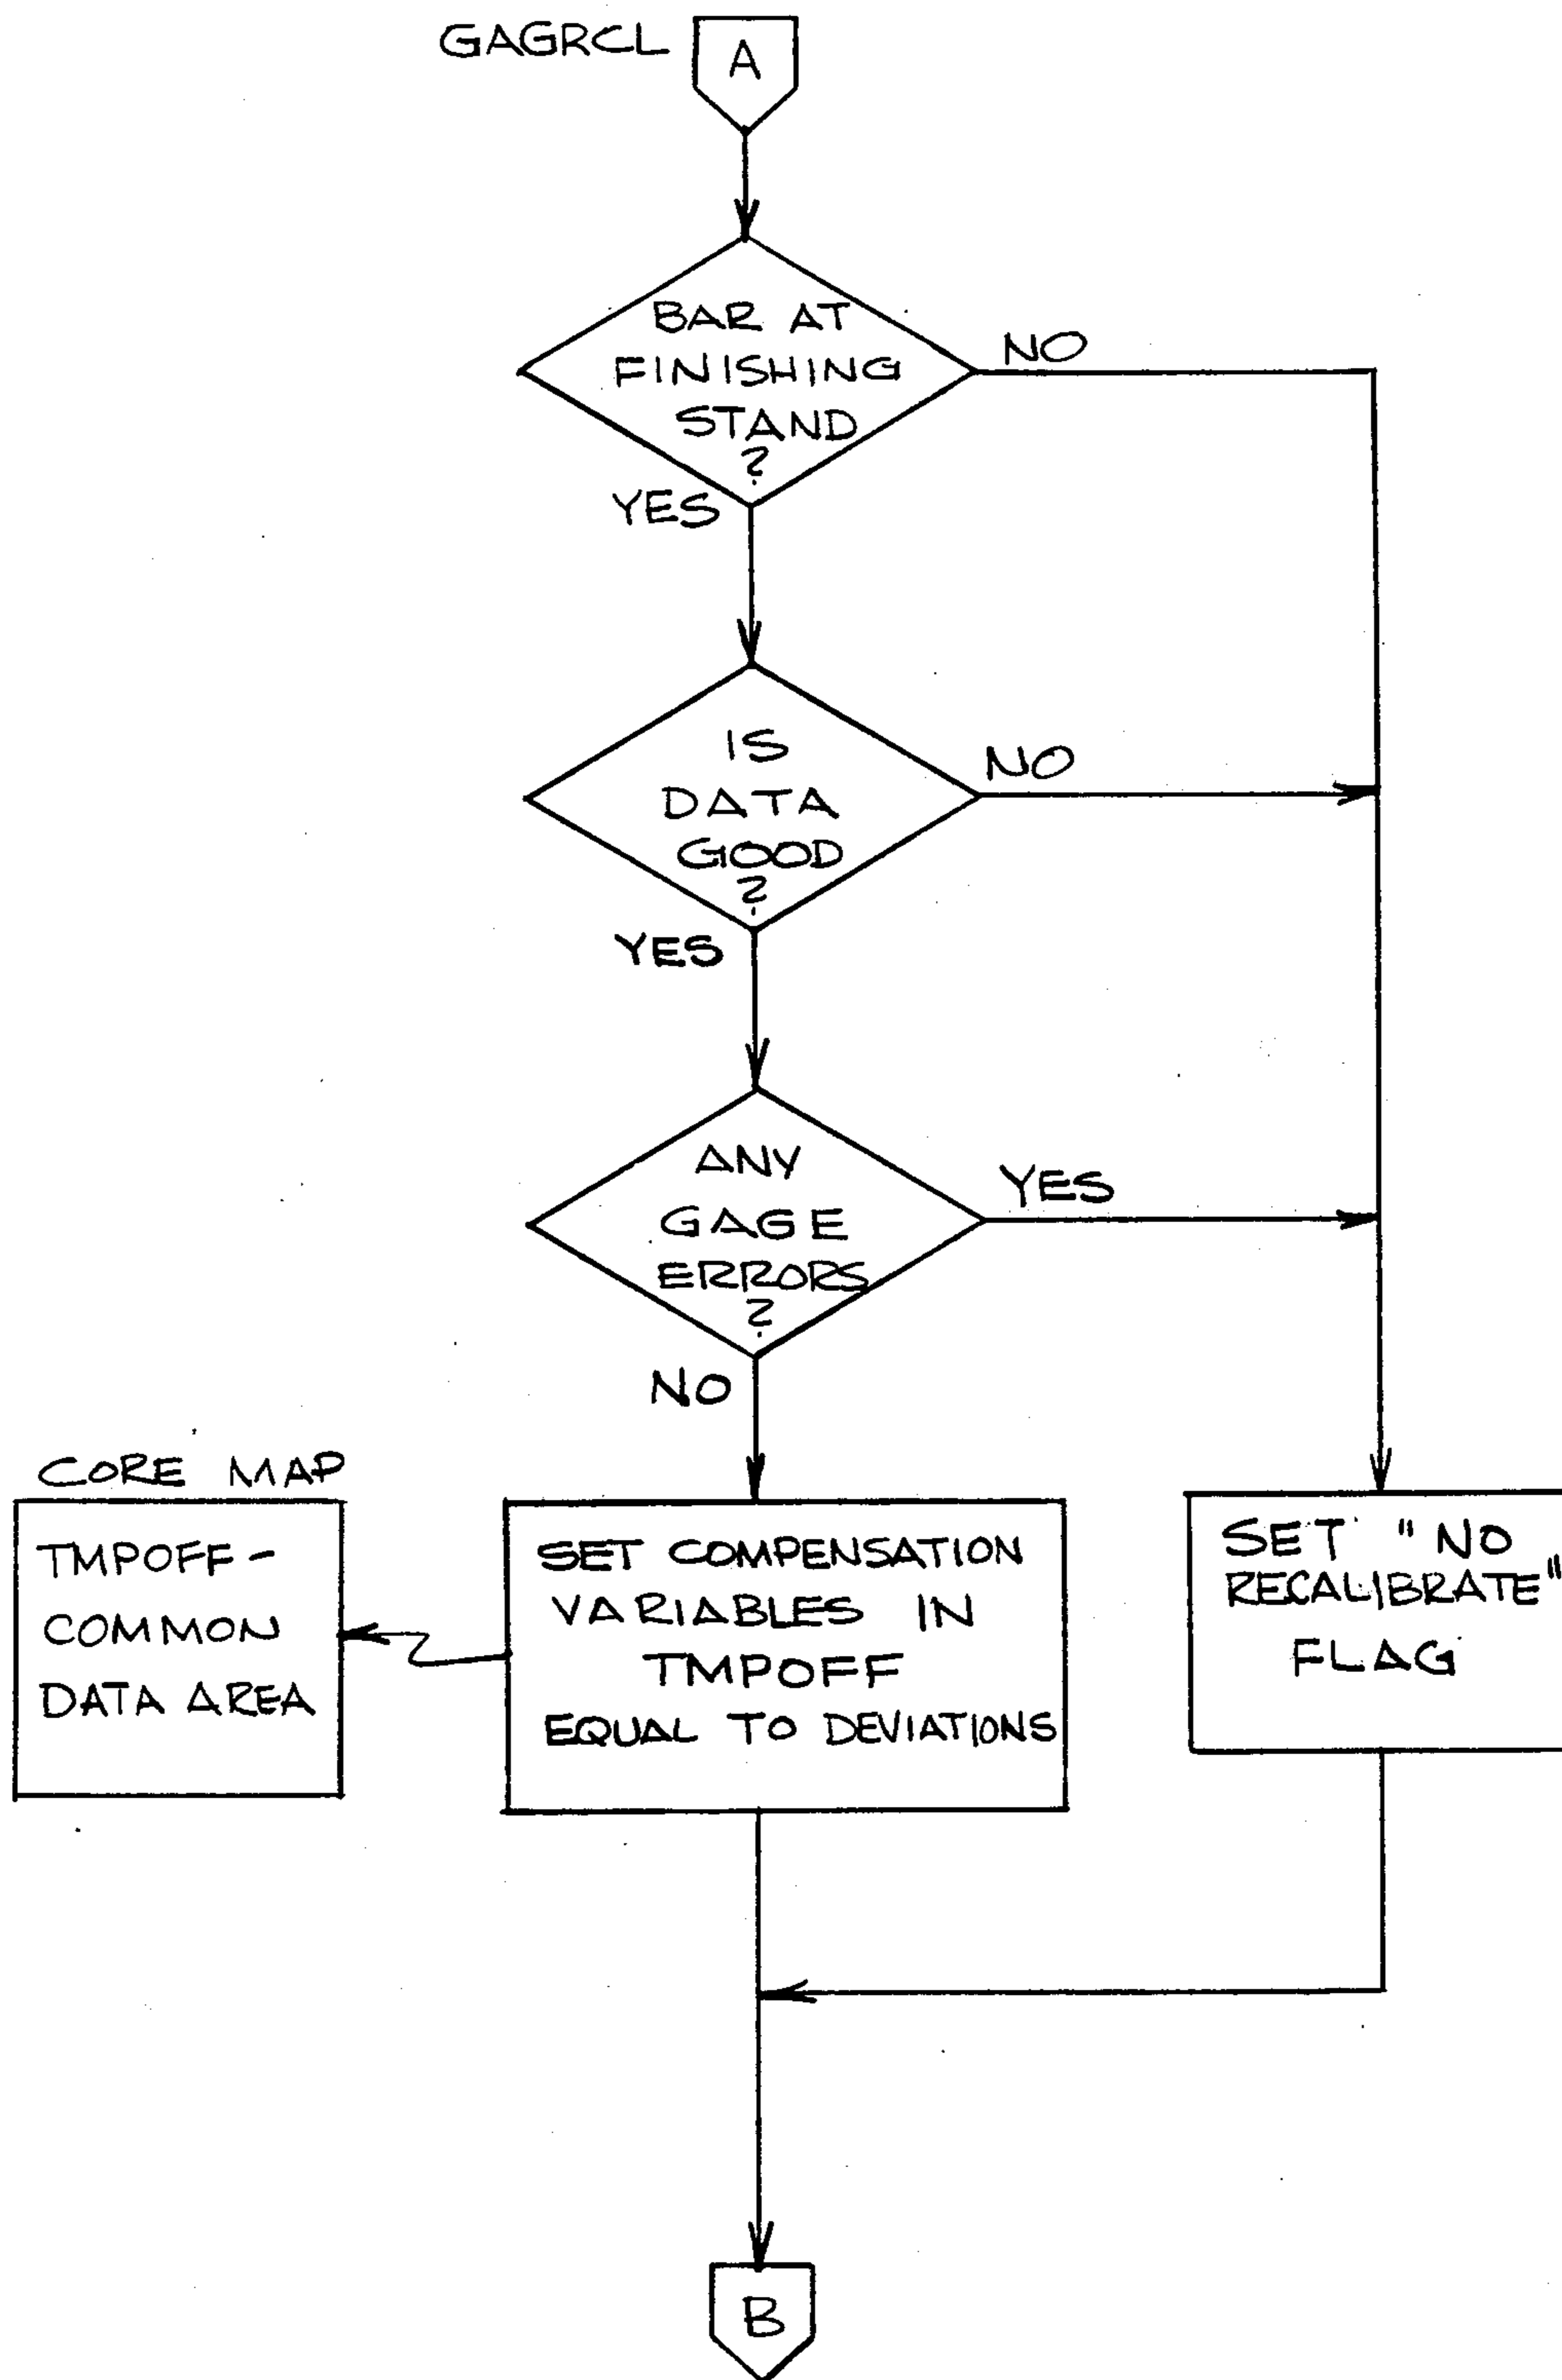 GAGRCL
A
BAR AT
FINISHING
STAND
?
NO
YES
IS
DATA
GOOD
?
NO
YES
ANY
GAGE
ERRORS
?
YES
NO
CORE MAP
TMPOFF -
COMMON
DATA AREA
SET COMPENSATION
VARIABLES IN
TMPOFF
EQUAL TO DEVIATIONS
SET "NO
RECALIBRATE"
FLAG
B